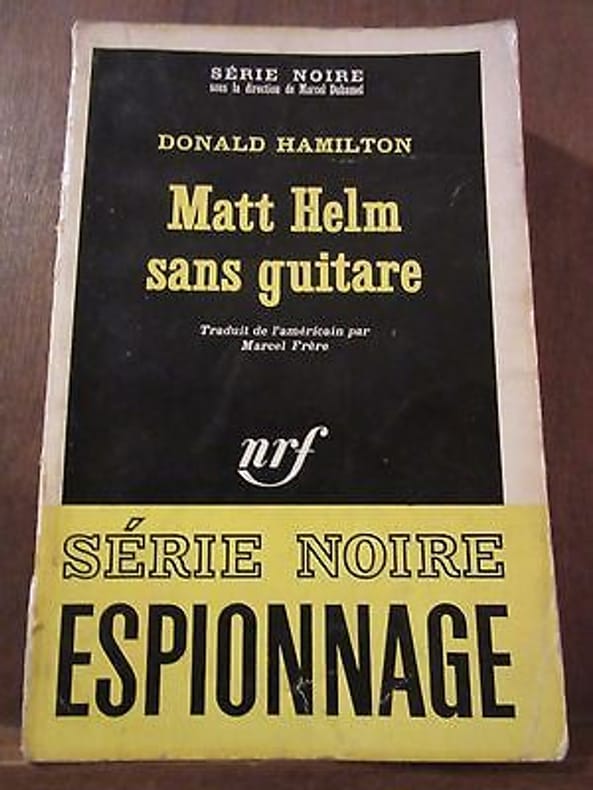 SÉRIE NOIRE
sous la direction de Marcel Duhamel
DONALD HAMILTON
Matt Helm
sans guitare
Traduit de l'américain par
Marcel Frère
nrf
SÉRIE NOIRE
ESPIONNAGE